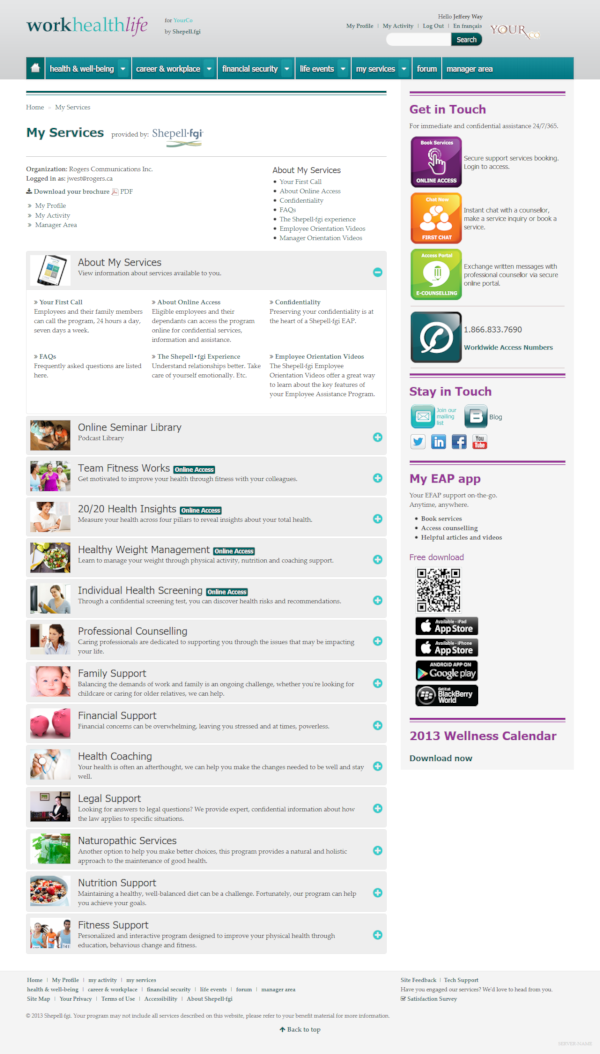 workhealthlife
for YourCo
by Shepell.fgi
Hello Jeffery Way
My Profile | My Activity | Log Out | En français
Search
YOUR CO
health & well-being
career & workplace
financial security
life events
my services
forum
manager area
Home - My Services
My Services provided by: Shepell·fgi
Organization: Rogers Communications Inc.
Logged in as: jwest@rogers.ca
Download your brochure PDF
» My Profile
» My Activity
» Manager Area
About My Services
• Your First Call
• About Online Access
• Confidentiality
• FAQs
• The Shepell·fgi experience
• Employee Orientation Videos
• Manager Orientation Videos
About My Services
View information about services available to you.
» Your First Call
Employees and their family members
can call the program, 24 hours a day,
seven days a week.
» About Online Access
Eligible employees and their
dependants can access the program
online for confidential services,
information and assistance.
» Confidentiality
Preserving your confidentiality is at
the heart of a Shepell-fgi EAP.
» FAQs
Frequently asked questions are listed
here.
» The Shepell·fgi Experience
Understand relationships better. Take
care of yourself emotionally. Etc.
» Employee Orientation Videos
The Shepell-fgi Employee
Orientation Videos offer a great way
to learn about the key features of
your Employee Assistance Program.
Online Seminar Library
Podcast Library
Team Fitness Works Online Access
Get motivated to improve your health through fitness with your colleagues.
20/20 Health Insights Online Access
Measure your health across four pillars to reveal insights about your total health.
Healthy Weight Management Online Access
Learn to manage your weight through physical activity, nutrition and coaching support.
Individual Health Screening Online Access
Through a confidential screening test, you can discover health risks and recommendations.
Professional Counselling
Caring professionals are dedicated to supporting you through the issues that may be impacting
your life.
Family Support
Balancing the demands of work and family is an ongoing challenge, whether you're looking for
childcare or caring for older relatives, we can help.
Financial Support
Financial concerns can be overwhelming, leaving you stressed and at times, powerless.
Health Coaching
Your health is often an afterthought, we can help you make the changes needed to be well and stay
well.
Legal Support
Looking for answers to legal questions? We provide expert, confidential information about how
the law applies to specific situations.
Naturopathic Services
Another option to help you make better choices, this program provides a natural and holistic
approach to the maintenance of good health.
Nutrition Support
Maintaining a healthy, well-balanced diet can be a challenge. Fortunately, our program can help
you achieve your goals.
Fitness Support
Personalized and interactive program designed to improve your physical health through
education, behavious change and fitness.
Get in Touch
For immediate and confidential assistance 24/7/365.
Book Services
ONLINE ACCESS
Secure support services booking.
Login to access.
Chat Now
FIRST CHAT
Instant chat with a counsellor,
make a service inquiry or book a
service.
Access Portal
E-COUNSELLING
Exchange written messages with
professional counsellor via secure
online portal.
1.866.833.7690
Worldwide Access Numbers
Stay in Touch
Join our
mailing
list
Blog
You Tube
My EAP app
Your EFAP support on-the-go.
Anytime, anywhere.
• Book services
• Access counselling
• Helpful articles and videos
Free download
Available - iPad
App Store
Available - iPhone
App Store
ANDROID APP ON
Google play
BlackBerry
World
2013 Wellness Calendar
Download now
Home | My Profile | my activity | my services
health & well-being | career & workplace | financial security | life events | forum | manager area
Site Map | Your Privacy | Terms of Use | Accessibility | About Shepell-fgi
Site Feedback | Tech Support
Have you engaged our services? We'd love to hear from you.
Satisfaction Survey
© 2013 Shepell-fgi. Your program may not include all services described on this website, please refer to your benefit material for more information.
Back to top